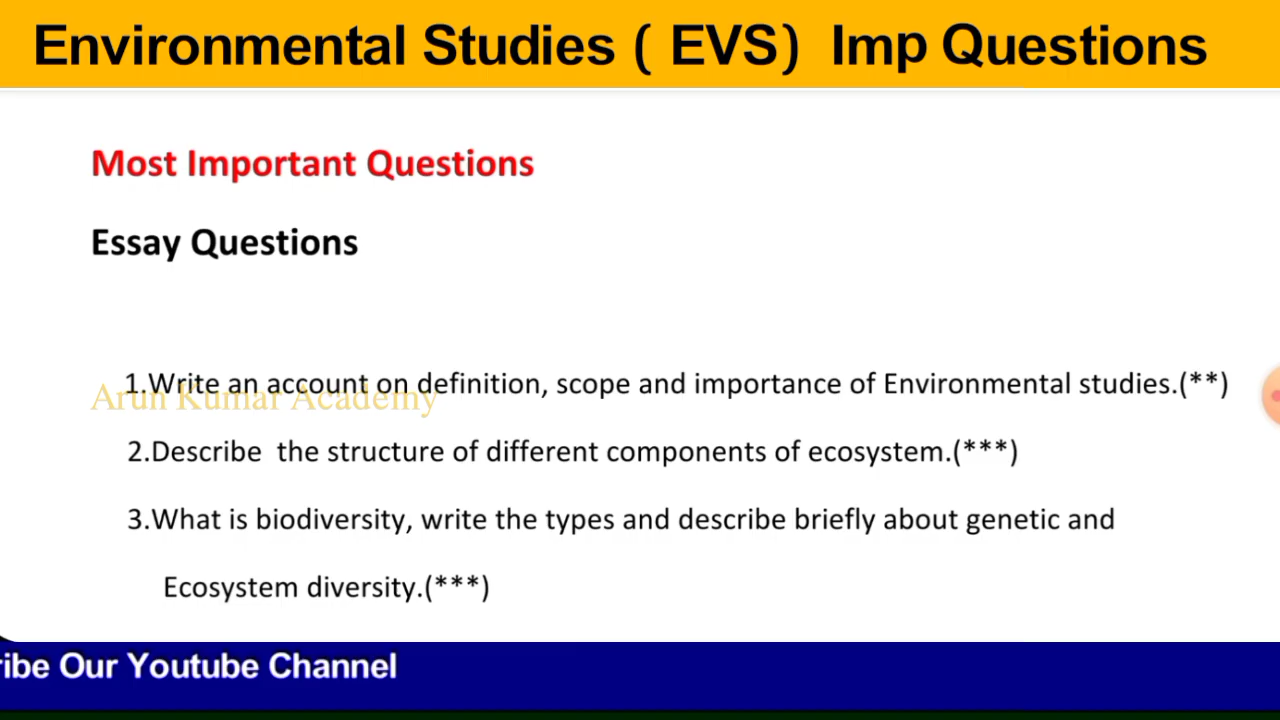 Environmental Studies ( EVS) Imp Questions
Most Important Questions
Essay Questions
1.Write an account on definition, scope and importance of Environmental studies.(**)
Arun Kumar Academy
2.Describe the structure of different components of ecosystem.(***)
3.What is biodiversity, write the types and describe briefly about genetic and
Ecosystem diversity.(***)
ribe Our Youtube Channel